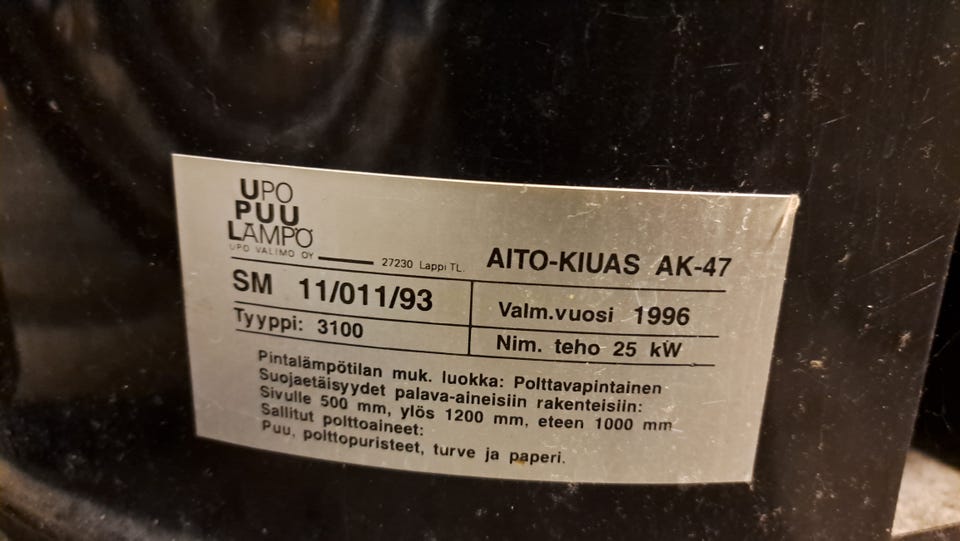 UPO
PUU
LÄMPÖ
UPO VALIMO OY
27230 Lappi TL.
AITO-KIUAS AK-47
SM 11/011/93
Valm.vuosi 1996
Tyyppi: 3100
Nim. teho 25 kW
Pintalämpötilan muk. luokka: Polttavapintainen
Suojaetäisyydet palava-aineisiin rakenteisiin:
Sivulle 500 mm, ylös 1200 mm, eteen 1000 mm
Sallitut polttoaineet:
Puu, polttopuristeet, turve ja paperi.